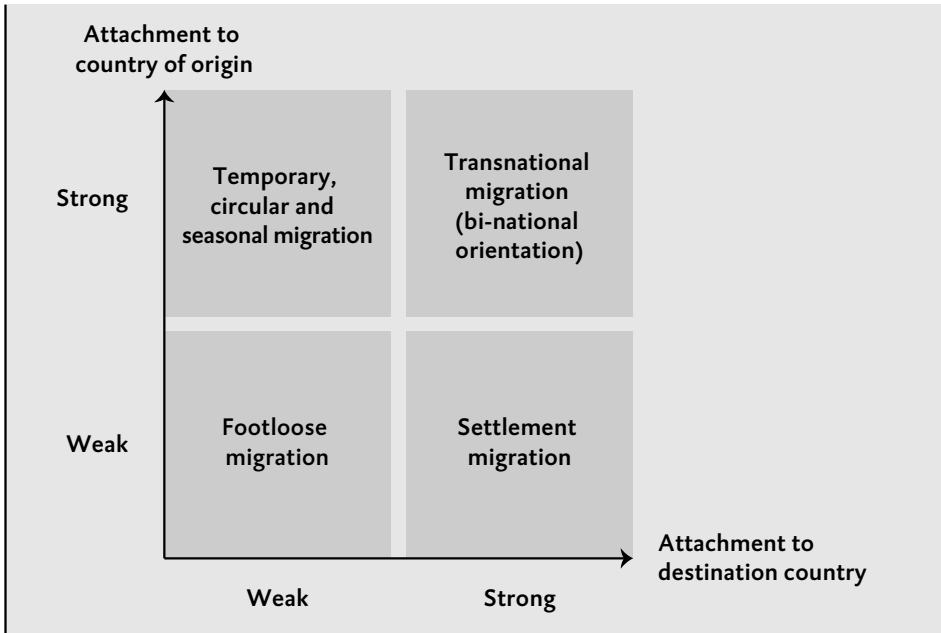 Attachment to
country of origin
Strong
Temporary,
circular and
seasonal migration
Transnational
migration
(bi-national
orientation)
Weak
Footloose
migration
Settlement
migration
Attachment to
destination country
Weak
Strong